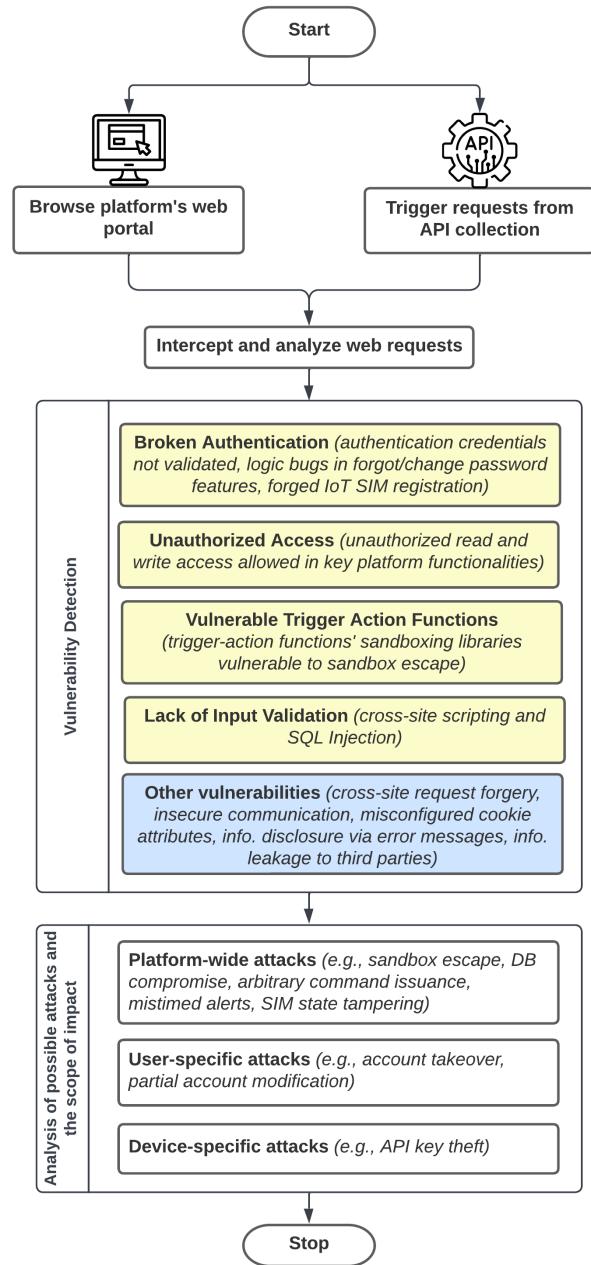 Start
API
Browse platform's web
portal
Trigger requests from
API collection
Intercept and analyze web requests
Vulnerability Detection
Broken Authentication (authentication credentials
not validated, logic bugs in forgot/change password
features, forged IoT SIM registration)
Unauthorized Access (unauthorized read and
write access allowed in key platform functionalities)
Vulnerable Trigger Action Functions
(trigger-action functions' sandboxing libraries
vulnerable to sandbox escape)
Lack of Input Validation (cross-site scripting and
SQL Injection)
Other vulnerabilities (cross-site request forgery,
insecure communication, misconfigured cookie
attributes, info. disclosure via error messages, info.
leakage to third parties)
Analysis of possible attacks and
the scope of impact
Platform-wide attacks (e.g., sandbox escape, DB
compromise, arbitrary command issuance,
mistimed alerts, SIM state tampering)
User-specific attacks (e.g., account takeover,
partial account modification)
Device-specific attacks (e.g., API key theft)
Stop